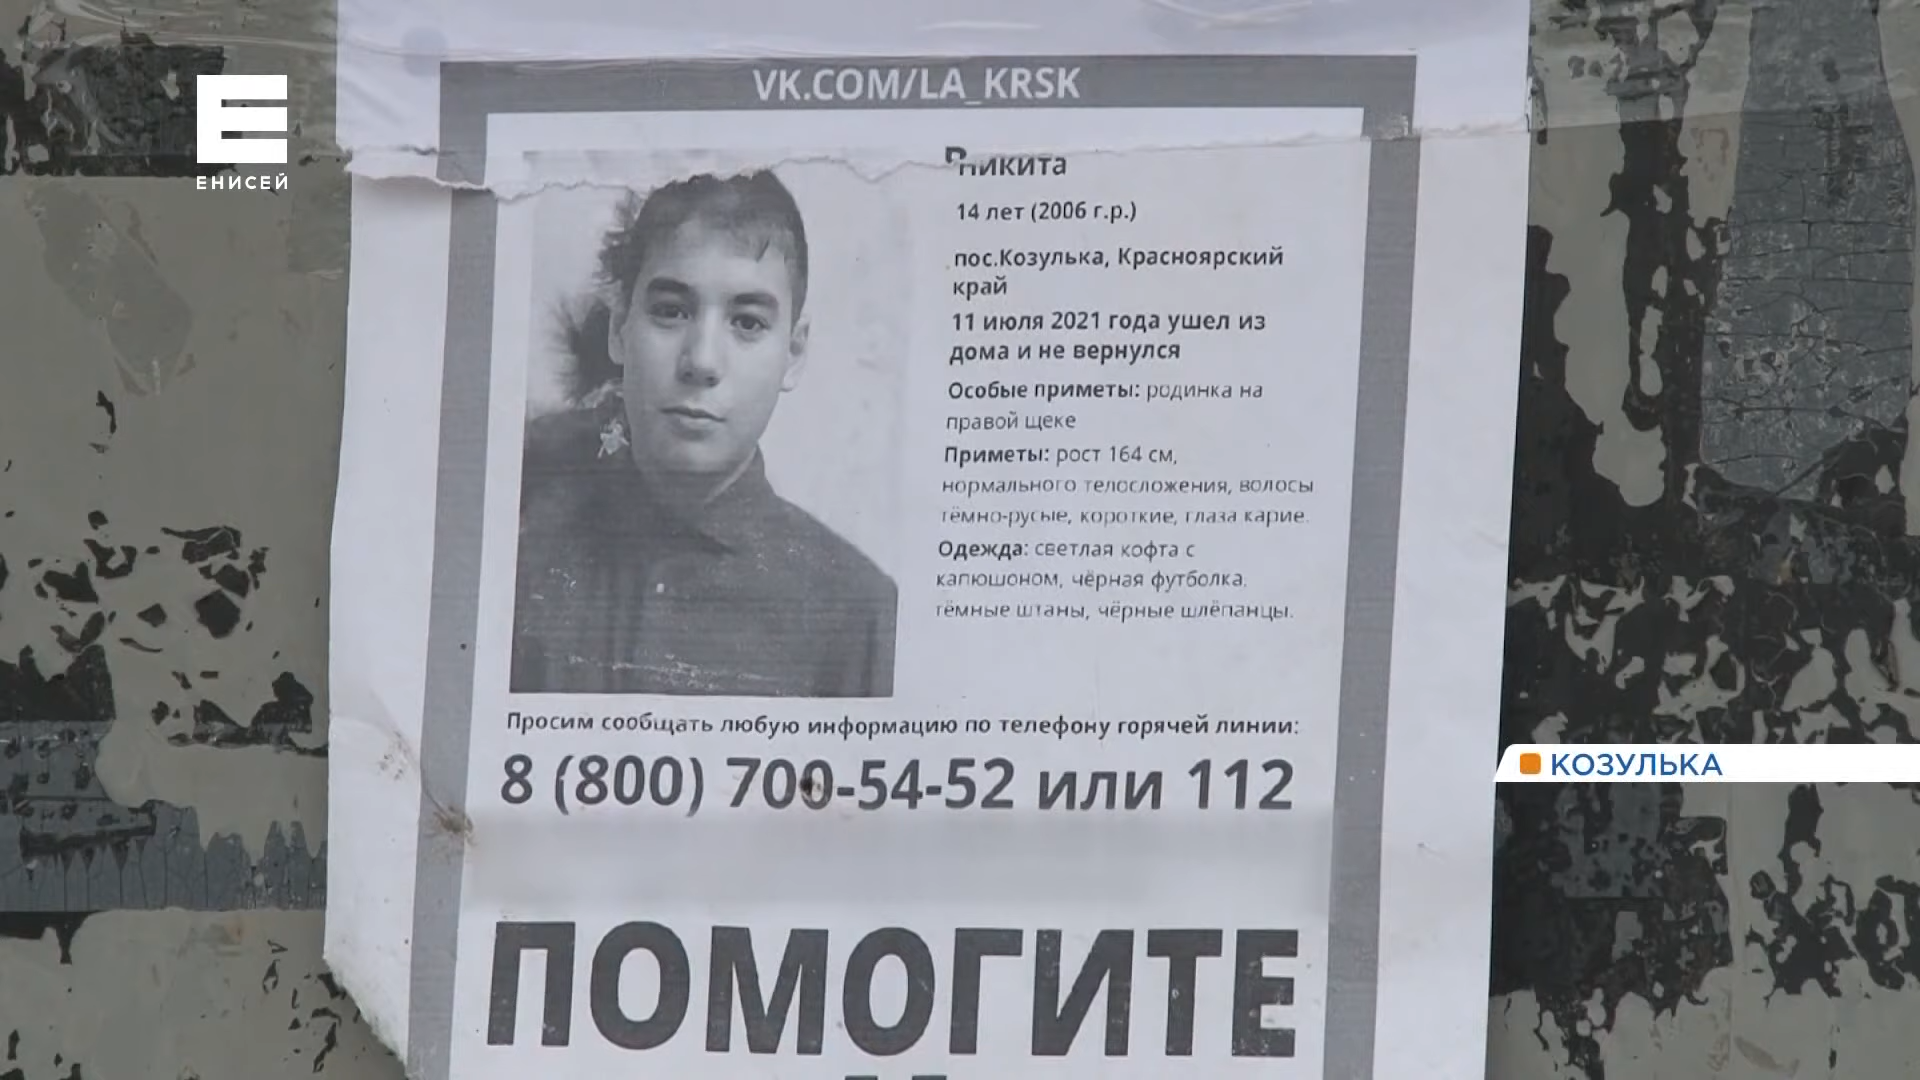 ЕНИСЕЙ
VK.COM/LA_KRSK
Никита
14 лет (2006 г.р.)
пос.Козулька, Красноярский
край
11 июля 2021 года ушел из
дома и не вернулся
Особые приметы: родинка на
правой щеке
Приметы: рост 164 см,
нормального телосложения, волосы
тёмно-русые, короткие, глаза карие.
Одежда: светлая кофта с
капюшоном, чёрная футболка,
тёмные штаны, чёрные шлёпанцы.
Просим сообщать любую информацию по телефону горячей линии:
8 (800) 700-54-52 или 112
КОЗУЛЬКА
ПОМОГИТЕ